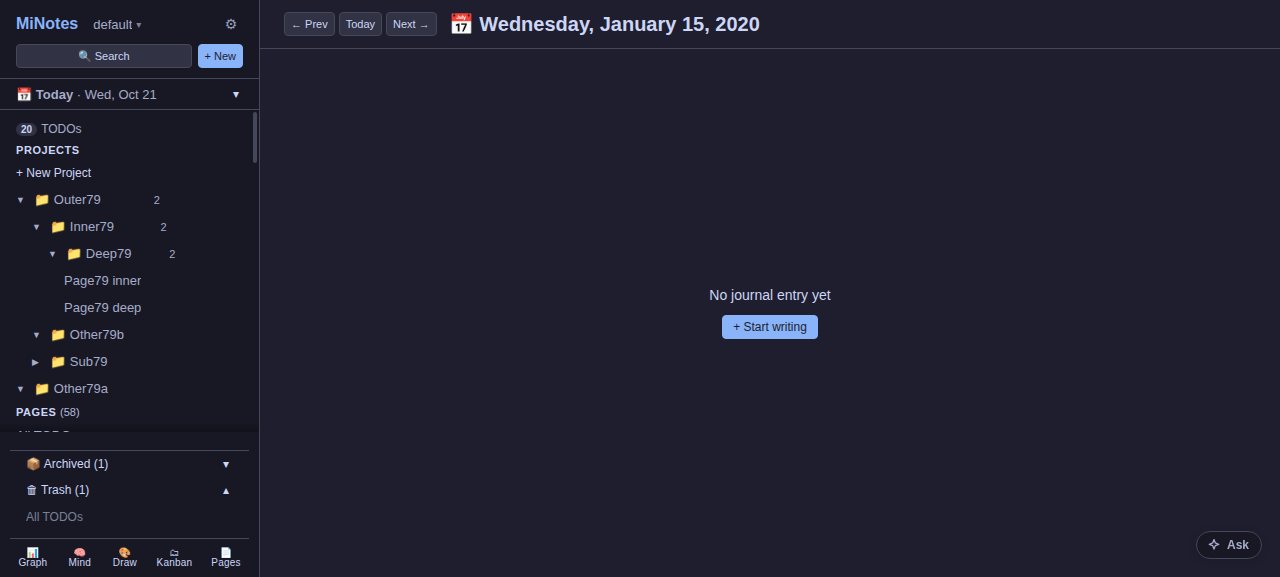 MiNotes default ▾ ⚙
🔍 Search + New
📅 Today · Wed, Oct 21 ▾
20 TODOs
PROJECTS
+ New Project
▼ 📁 Outer79 2
▼ 📁 Inner79 2
▼ 📁 Deep79 2
Page79 inner
Page79 deep
▼ 📁 Other79b
▶ 📁 Sub79
▼ 📁 Other79a
PAGES (58)
All TODOs
📦 Archived (1) ▾
🗑 Trash (1) ▴
All TODOs
📊 Graph 🧠 Mind 🎨 Draw 🗂 Kanban 📄 Pages
← Prev Today Next → 📅 Wednesday, January 15, 2020
No journal entry yet
+ Start writing
Ask